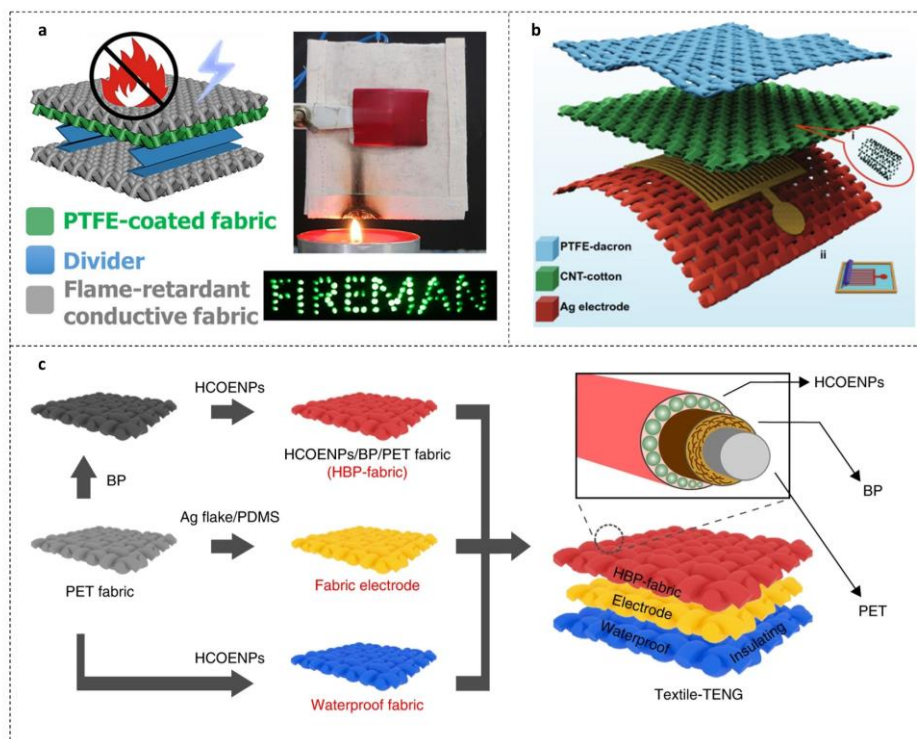 a
PTFE-coated fabric
Divider
Flame-retardant
conductive fabric
FIREMAN
b
i
PTFE-dacron
CNT-cotton
Ag electrode
ii
c
HCOENPs
HCOENPs/BP/PET fabric
(HBP-fabric)
BP
Ag flake/PDMS
PET fabric
Fabric electrode
HCOENPs
Waterproof fabric
HCOENPs
BP
PET
HBP-fabric
Electrode
Waterproof
Insulating
Textile-TENG